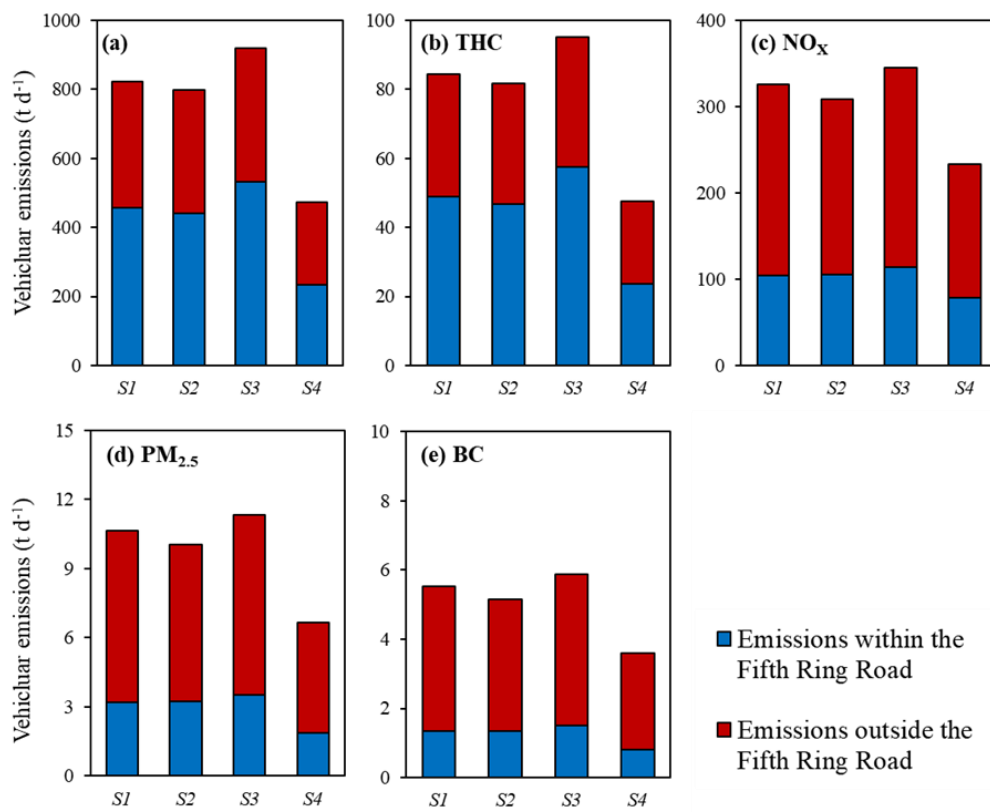 (a)
1000
800
600
400
200
0
Vehichuar emissions (t d⁻¹)
S1 S2 S3 S4
(b) THC
100
80
60
40
20
0
S1 S2 S3 S4
(c) NOX
400
300
200
100
0
S1 S2 S3 S4
(d) PM2.5
15
12
9
6
3
0
Vehichuar emissions (t d⁻¹)
S1 S2 S3 S4
(e) BC
10
8
6
4
2
0
S1 S2 S3 S4
Emissions within the
Fifth Ring Road
Emissions outside the
Fifth Ring Road